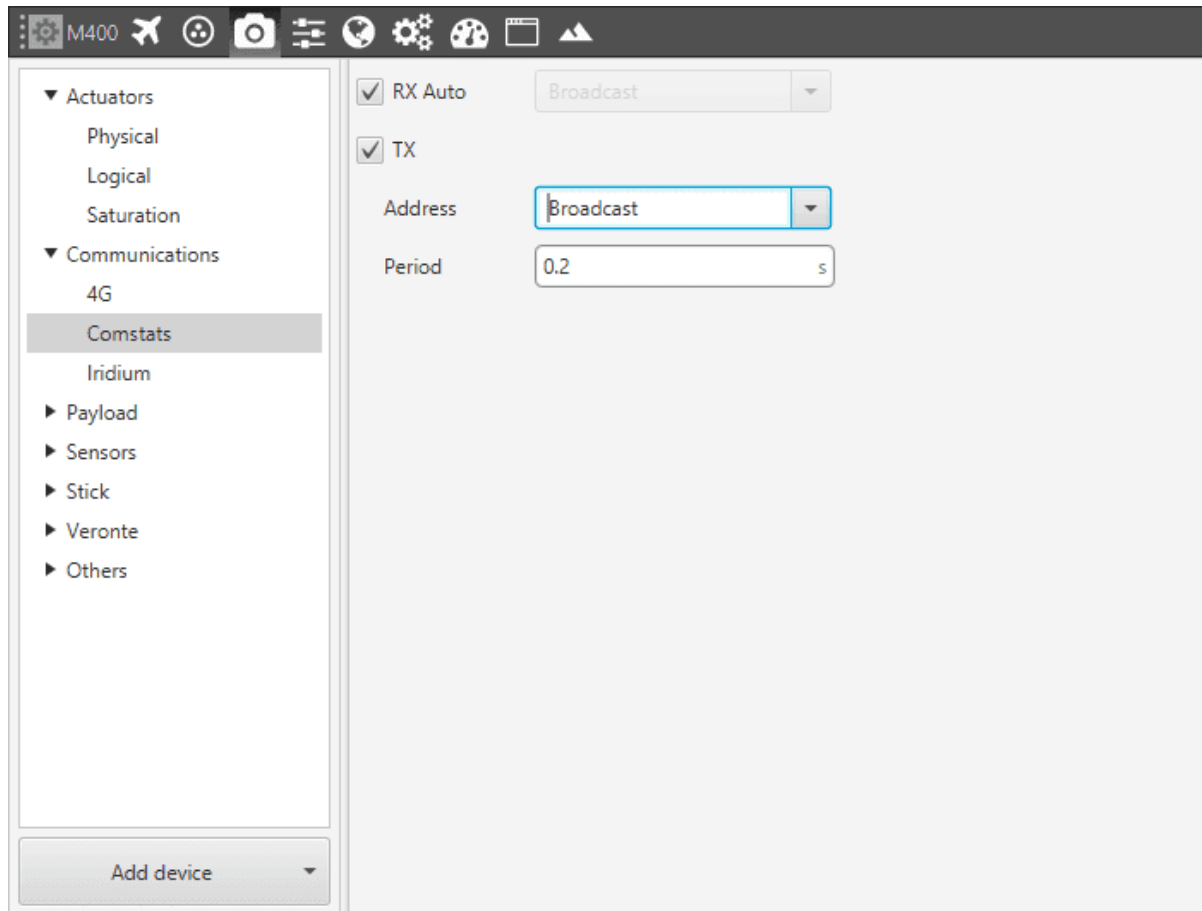 M400
Actuators
Physical
Logical
Saturation
Communications
4G
Comstats
Iridium
Payload
Sensors
Stick
Veronte
Others
Add device
RX Auto Broadcast
TX
Address Broadcast
Period 0.2 s